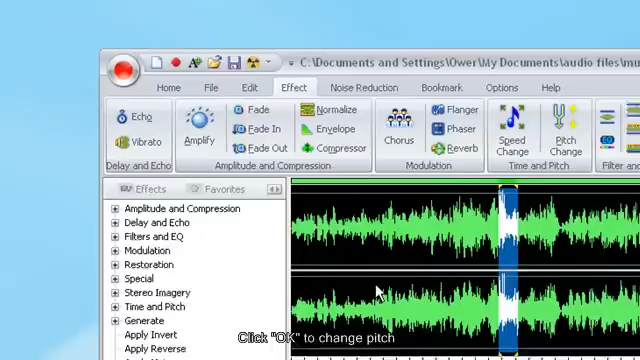 C:\Documents and Settings\Ower\My Documents\audio files\mu
Home File Edit Effect Noise Reduction Bookmark Options Help
Echo Fade Normalize Flanger
Amplify Fade In Envelope Chorus Phaser Speed Change Pitch Change
Vibrato Fade Out Compressor Reverb
Delay and Echo Amplitude and Compression Modulation Time and Pitch Filter and
Effects Favorites
Amplitude and Compression
Delay and Echo
Filters and EQ
Modulation
Restoration
Special
Stereo Imagery
Time and Pitch
Generate
Apply Invert
Apply Reverse
Click "OK" to change pitch